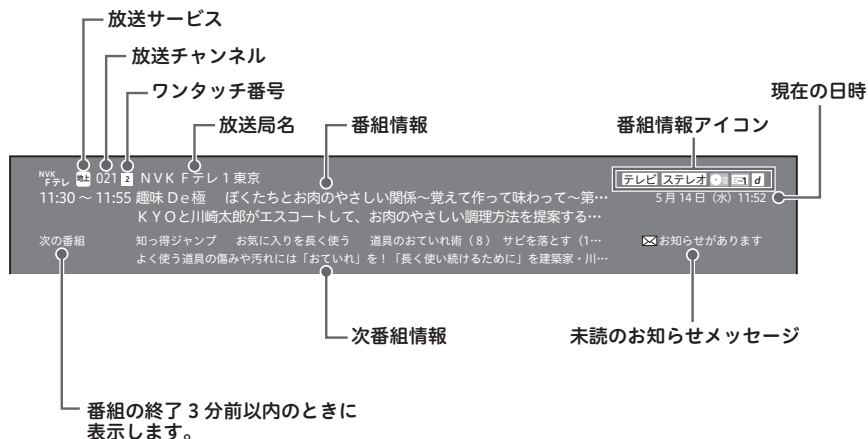 放送サービス
放送チャンネル
ワンタッチ番号
現在の日時
放送局名
番組情報
番組情報アイコン
NVK Fテレ 地上 021 2 NVK Fテレ1東京
テレビ ステレオ 1 d
11:30 ～ 11:55 趣味 De極 ぼくたちとお肉のやさしい関係～覚えて作って味わって～第…
5月14日（水）11:52
KYOと川崎太郎がエスコートして、お肉のやさしい調理方法を提案する…
次の番組 知っ得ジャンプ お気に入りを長く使う 道具のおていれ術（8） サビを落とす（1…
お知らせがあります
よく使う道具の傷みや汚れには「おていれ」を！「長く使い続けるために」を建築家・川…
次番組情報
未読のお知らせメッセージ
番組の終了 3 分前以内のときに
表示します。